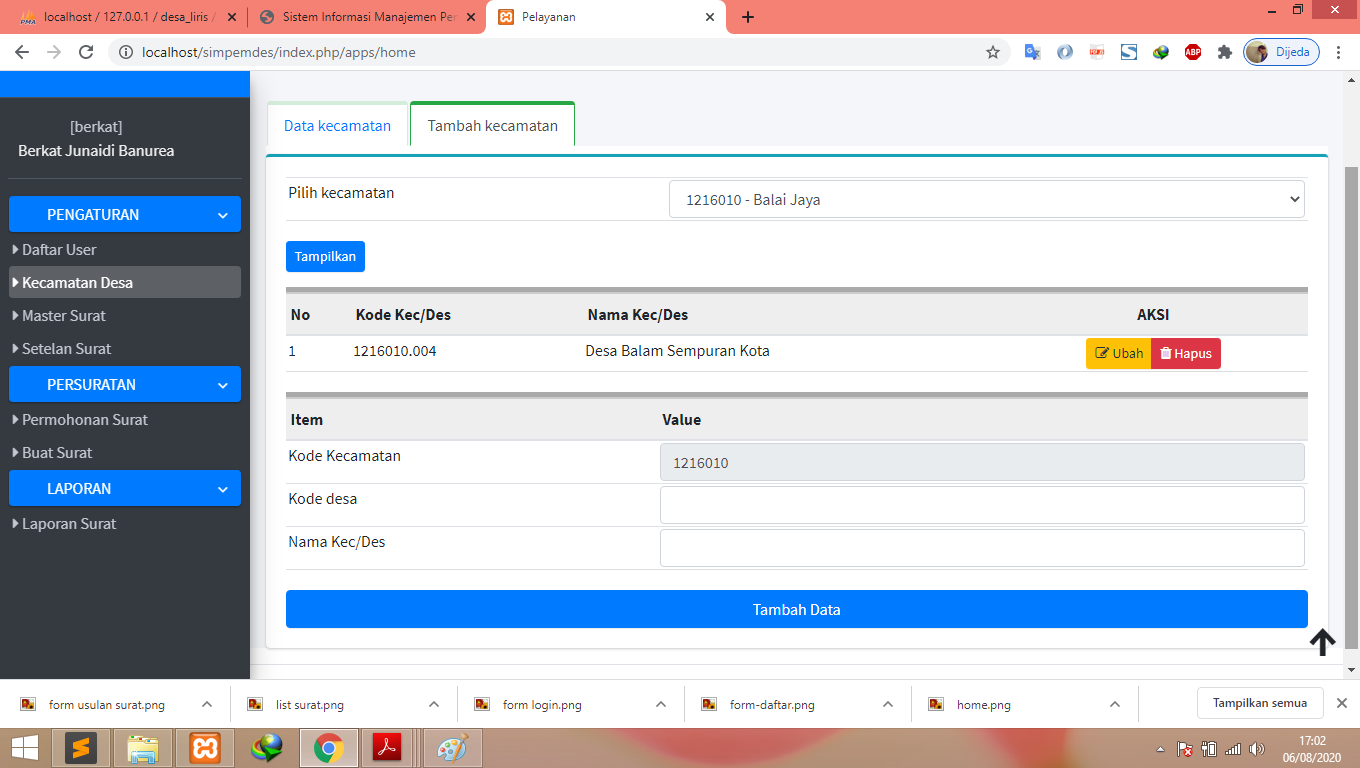 localhost / 127.0.0.1 / desa_liris /
Sistem Informasi Manajemen Per
Pelayanan
localhost/simpemdes/index.php/apps/home
ABP
Dijeda
[berkat]
Berkat Junaidi Banurea
PENGATURAN
Daftar User
Kecamatan Desa
Master Surat
Setelan Surat
PERSURATAN
Permohonan Surat
Buat Surat
LAPORAN
Laporan Surat
Data kecamatan
Tambah kecamatan
Pilih kecamatan
1216010 - Balai Jaya
Tampilkan
No Kode Kec/Des Nama Kec/Des AKSI
1 1216010.004 Desa Balam Sempuran Kota Ubah Hapus
Item Value
Kode Kecamatan 1216010
Kode desa
Nama Kec/Des
Tambah Data
form usulan surat.png
list surat.png
form login.png
form-daftar.png
home.png
Tampilkan semua
17:02
06/08/2020